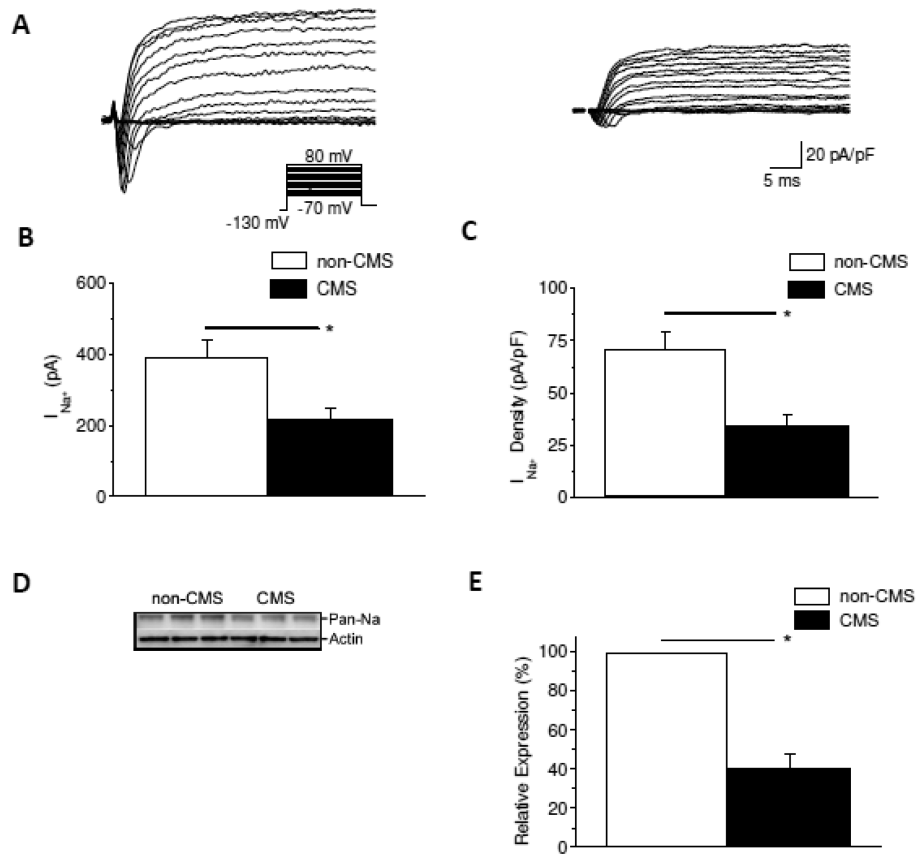 A
80 mV
-70 mV
-130 mV
20 pA/pF
5 ms
B
non-CMS
CMS
600
400
200
0
I Na+ (pA)
*
C
non-CMS
CMS
100
75
50
25
0
I Na+ Density (pA/pF)
*
D
non-CMS CMS
Pan-Na
Actin
E
non-CMS
CMS
100
80
60
40
20
0
Relative Expression (%)
*